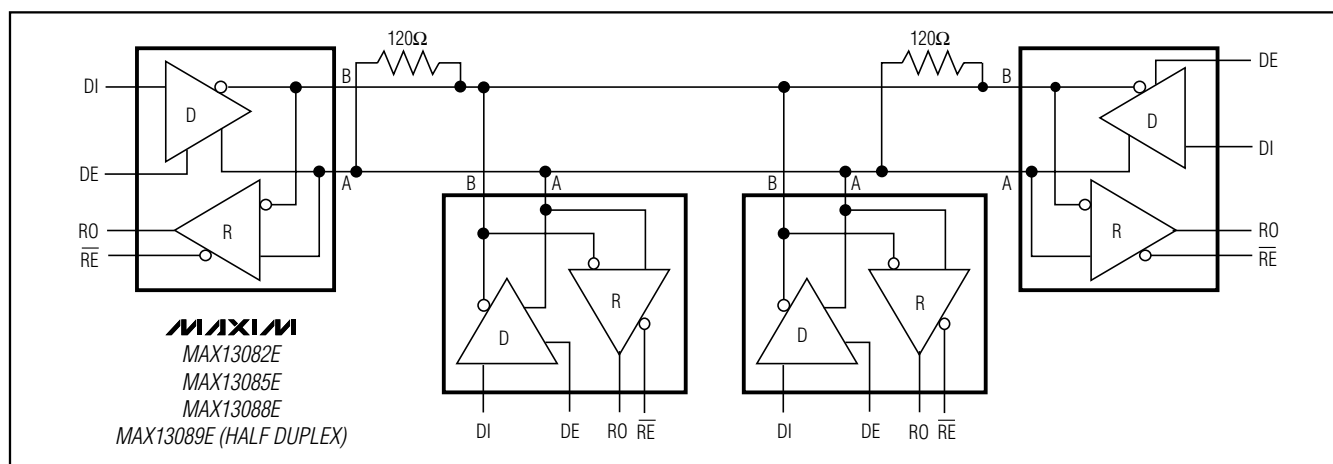 120Ω
120Ω
DI
B
B
DE
D
D
DI
DE
A
B
A
B
A
A
RO
R
R
RO
RE
RE
R
R
D
D
MAXIM
MAX13082E
MAX13085E
MAX13088E
MAX13089E (HALF DUPLEX)
DI
DE
RO
RE
DI
DE
RO
RE